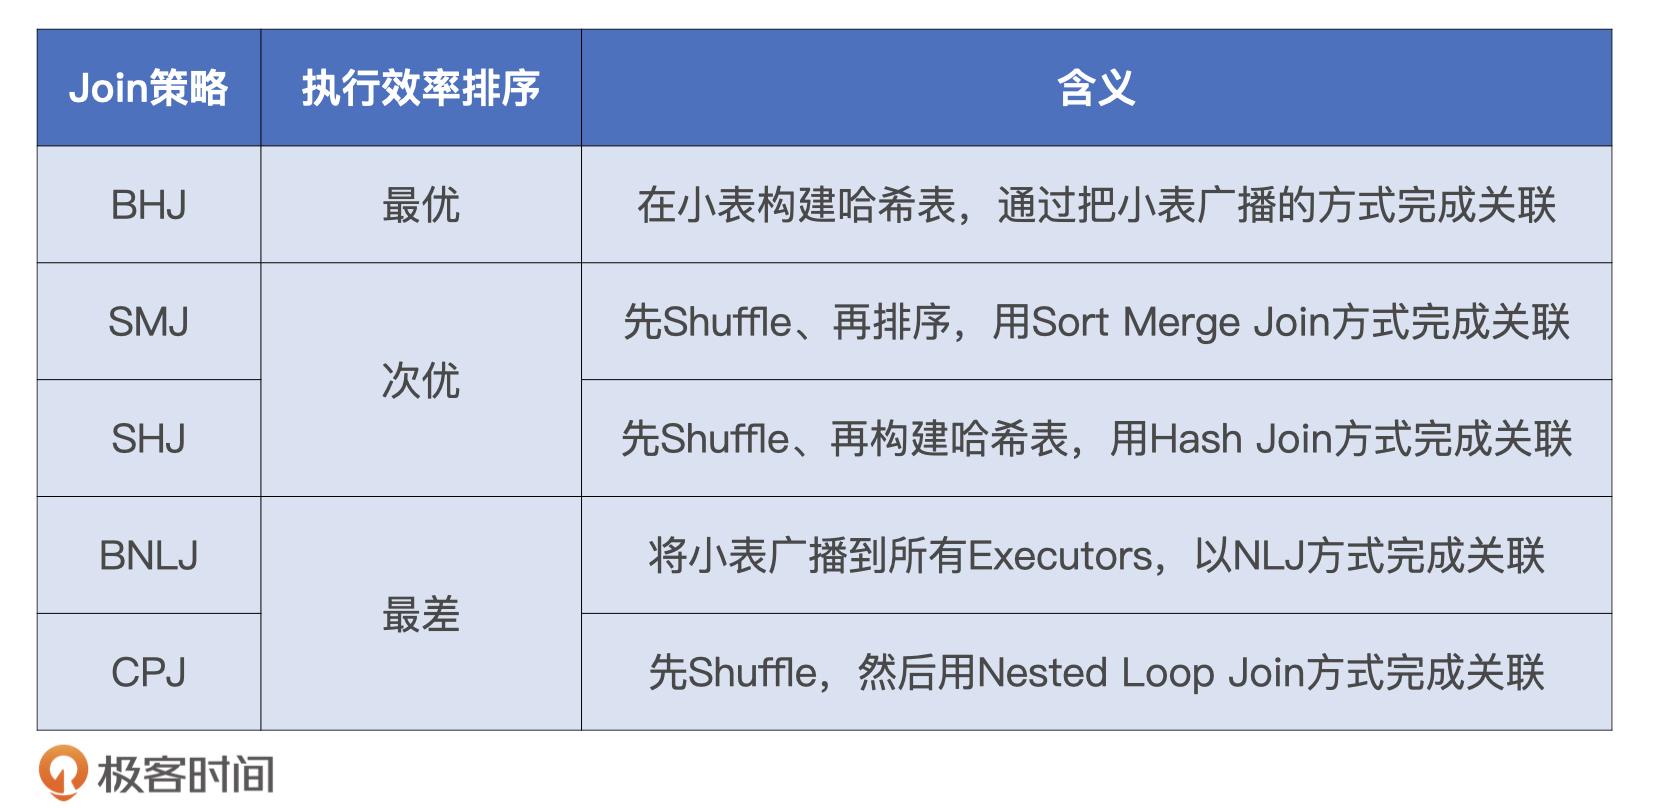 Join策略 执行效率排序 含义
BHJ 最优 在小表构建哈希表，通过把小表广播的方式完成关联
SMJ 先Shuffle、再排序，用Sort Merge Join方式完成关联
次优
SHJ 先Shuffle、再构建哈希表，用Hash Join方式完成关联
BNLJ 将小表广播到所有Executors，以NLJ方式完成关联
最差
CPJ 先Shuffle，然后用Nested Loop Join方式完成关联
极客时间